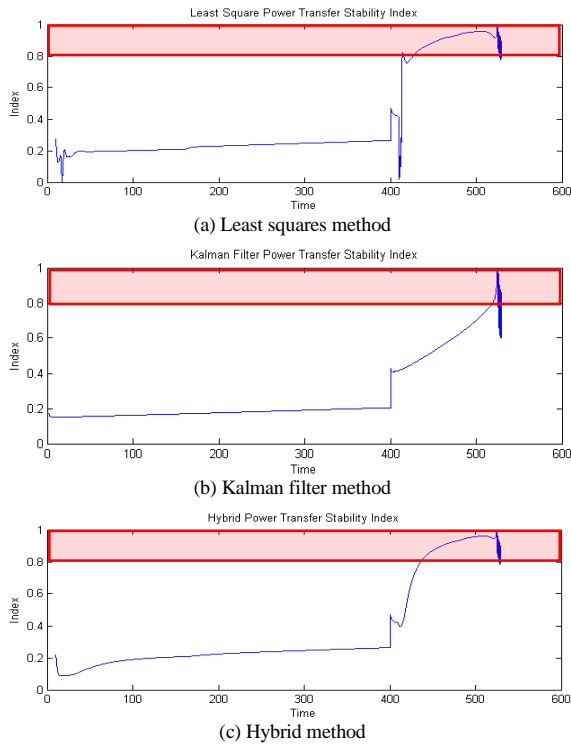 Least Square Power Transfer Stability Index
1
0.8
0.6
0.4
0.2
0
Index
0 100 200 300 400 500 600
Time
(a) Least squares method
Kalman Filter Power Transfer Stability Index
1
0.8
0.6
0.4
0.2
0
Index
0 100 200 300 400 500 600
Time
(b) Kalman filter method
Hybrid Power Transfer Stability Index
1
0.8
0.6
0.4
0.2
0
Index
0 100 200 300 400 500 600
Time
(c) Hybrid method